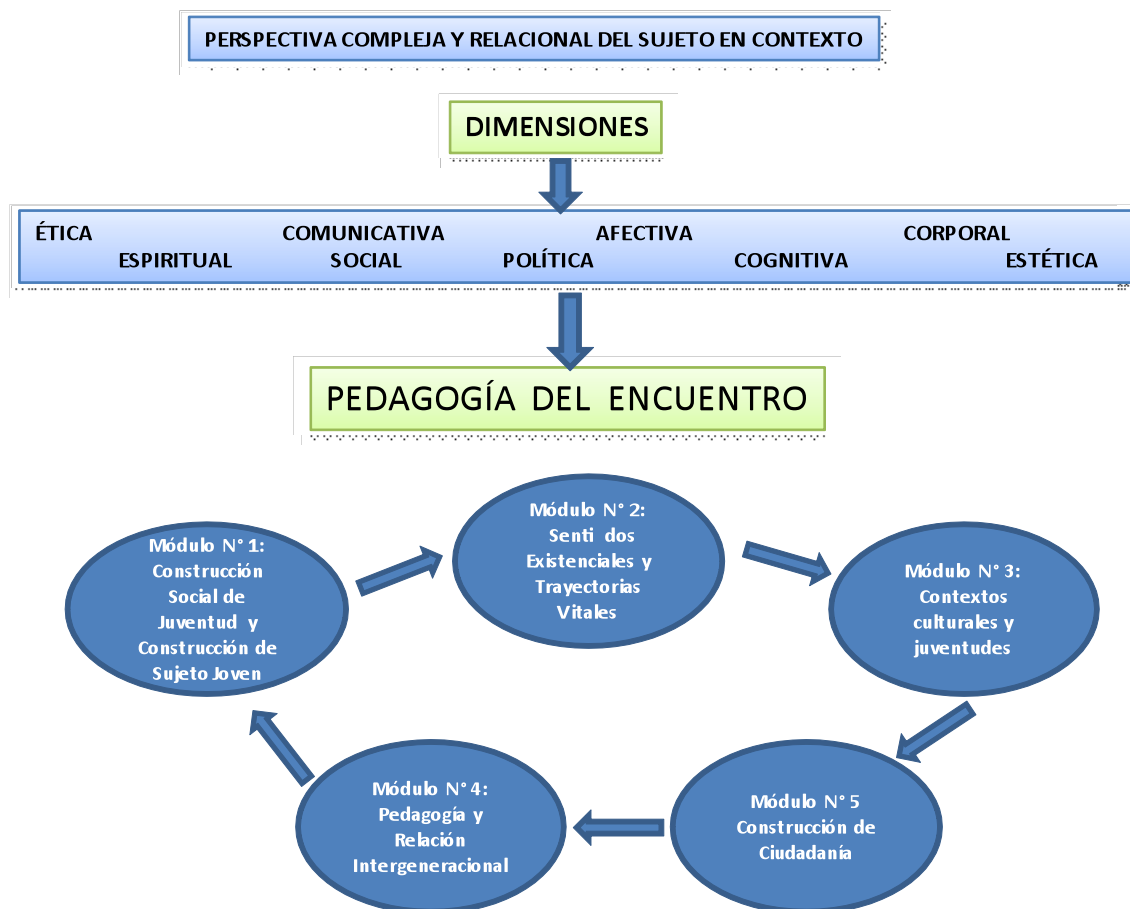 PERSPECTIVA COMPLEJA Y RELACIONAL DEL SUJETO EN CONTEXTO
DIMENSIONES
ÉTICA COMUNICATIVA AFECTIVA CORPORAL
ESPIRITUAL SOCIAL POLÍTICA COGNITIVA ESTÉTICA
PEDAGOGÍA DEL ENCUENTRO
Módulo N° 1:
Construcción
Social de
Juventud y
Construcción de
Sujeto Joven
Módulo N° 2:
Senti dos
Existenciales y
Trayectorias
Vitales
Módulo N° 3:
Contextos
culturales y
juventudes
Módulo N° 4:
Pedagogía y
Relación
Intergeneracional
Módulo N° 5
Construcción de
Ciudadanía